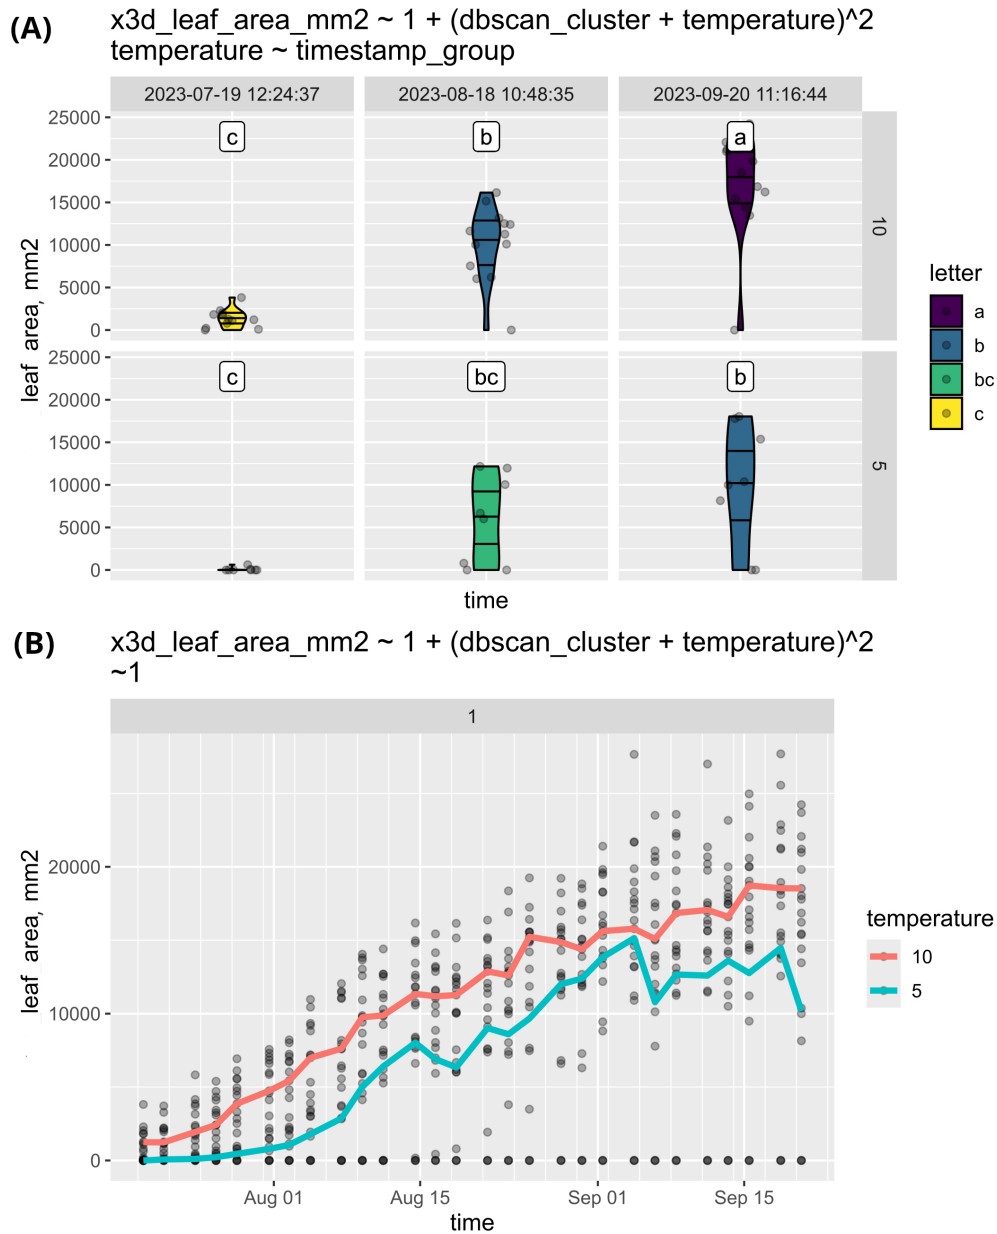 (A)
x3d_leaf_area_mm2 ~ 1 + (dbscan_cluster + temperature)^2
temperature ~ timestamp_group
2023-07-19 12:24:37
2023-08-18 10:48:35
2023-09-20 11:16:44
25000
20000
15000
10000
5000
0
c
b
a
10
25000
20000
15000
10000
5000
0
c
bc
b
5
leaf_area, mm2
time
letter
a
b
bc
c
(B)
x3d_leaf_area_mm2 ~ 1 + (dbscan_cluster + temperature)^2
~1
1
20000
10000
0
leaf_area, mm2
Aug 01
Aug 15
Sep 01
Sep 15
time
temperature
10
5